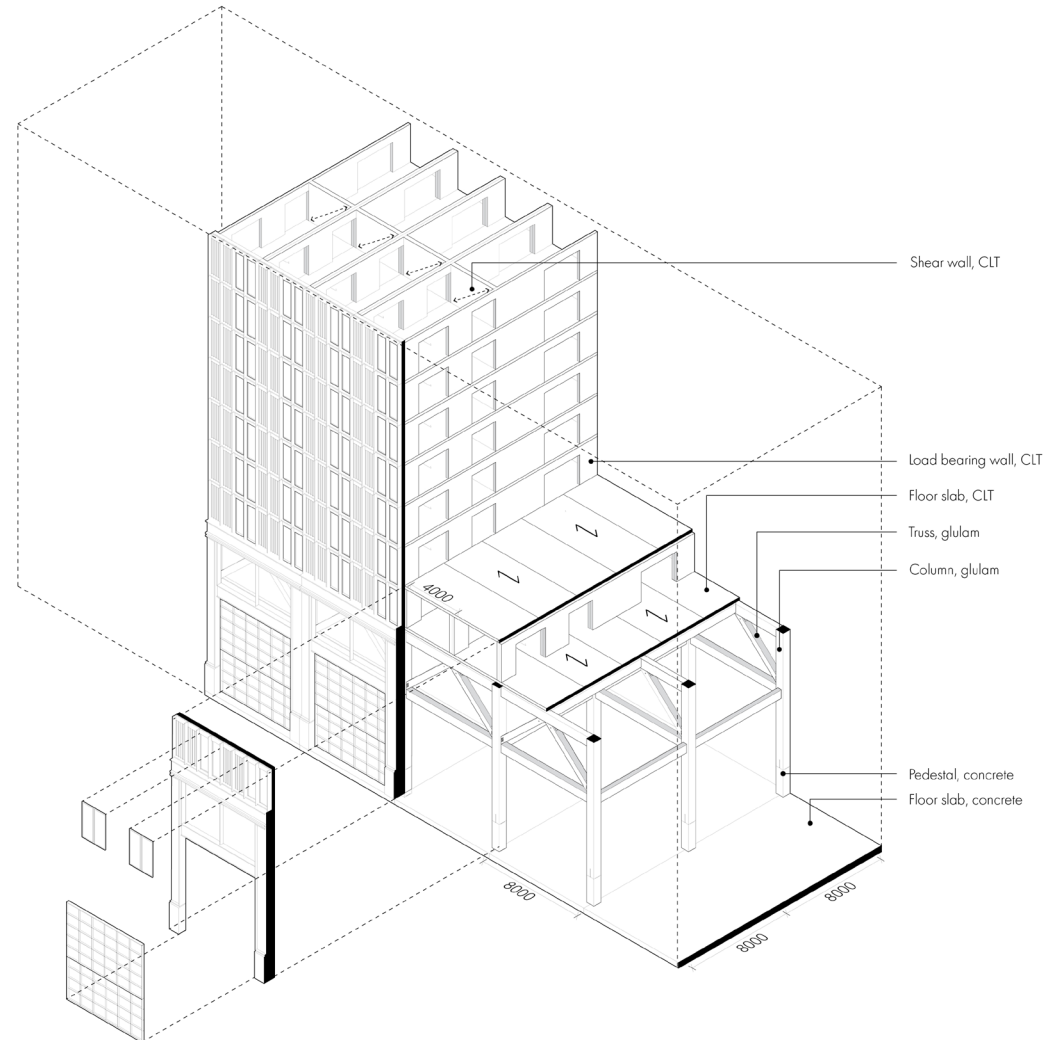 Shear wall, CLT
Load bearing wall, CLT
Floor slab, CLT
Truss, glulam
Column, glulam
4000
Pedestal, concrete
Floor slab, concrete
8000
8000
8000